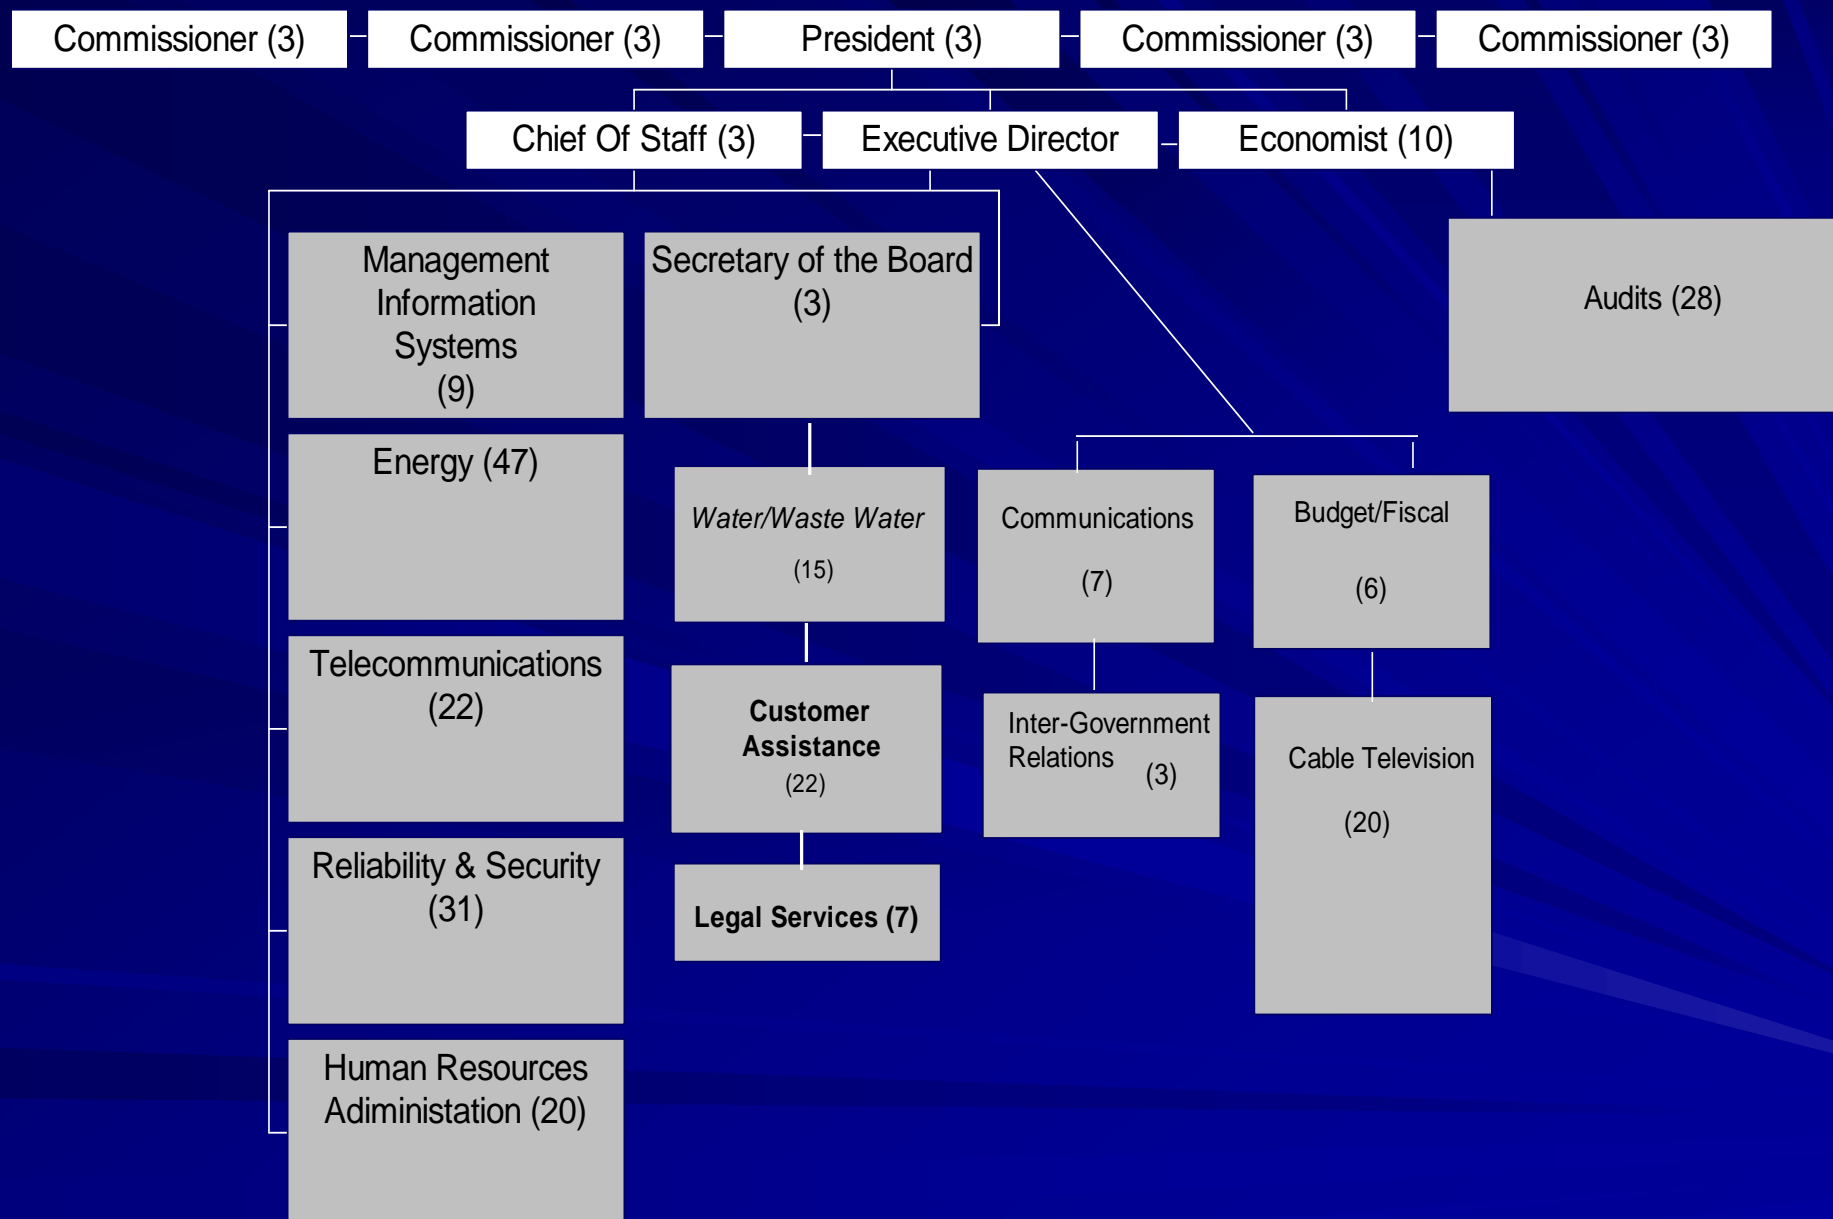 Commissioner (3)
Commissioner (3)
President (3)
Commissioner (3)
Commissioner (3)
Chief Of Staff (3)
Executive Director
Economist (10)
Management
Information
Systems
(9)
Secretary of the Board
(3)
Audits (28)
Energy (47)
Water/Waste Water
(15)
Communications
(7)
Budget/Fiscal
(6)
Telecommunications
(22)
Customer
Assistance
(22)
Inter-Government
Relations
(3)
Cable Television
(20)
Reliability & Security
(31)
Legal Services (7)
Human Resources
Adiministation (20)